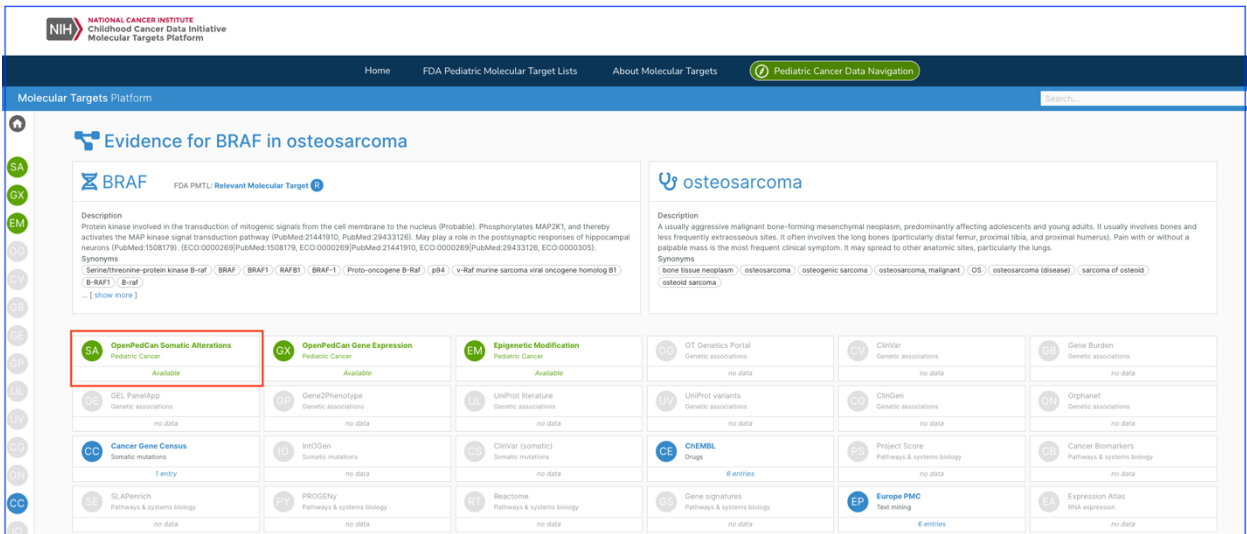 NIH
NATIONAL CANCER INSTITUTE
Childhood Cancer Data Initiative
Molecular Targets Platform
Home FDA Pediatric Molecular Target Lists About Molecular Targets Pediatric Cancer Data Navigation
Molecular Targets Platform
Search...
Evidence for BRAF in osteosarcoma
BRAF FDA PMTL: Relevant Molecular Target R
Description
Protein kinase involved in the transduction of mitogenic signals from the cell membrane to the nucleus (Probable). Phosphorylates MAP2K1, and thereby
activates the MAP kinase signal transduction pathway (PubMed:21441910, PubMed:29433126). May play a role in the postsynaptic responses of hippocampal
neurons (PubMed:1508179). {ECO:0000269|PubMed:1508179, ECO:0000269|PubMed:21441910, ECO:0000269|PubMed:29433126, ECO:0000305}.
Synonyms
Serine/threonine-protein kinase B-raf BRAF BRAF1 RAFB1 BRAF-1 Proto-oncogene B-Raf p94 v-Raf murine sarcoma viral oncogene homolog B1
B-RAF1 B-raf
... [ show more ]
osteosarcoma
Description
A usually aggressive malignant bone-forming mesenchymal neoplasm, predominantly affecting adolescents and young adults. It usually involves bones and
less frequently extraosseous sites. It often involves the long bones (particularly distal femur, proximal tibia, and proximal humerus). Pain with or without a
palpable mass is the most frequent clinical symptom. It may spread to other anatomic sites, particularly the lungs.
Synonyms
bone tissue neoplasm osteosarcoma osteogenic sarcoma osteosarcoma, malignant OS osteosarcoma (disease) sarcoma of osteoid
osteoid sarcoma
SA
GX
EM
OG
CV
GB
GE
GP
UL
UV
CG
ON
CC
IO
SA OpenPedCan Somatic Alterations
Pediatric Cancer
Available
GX OpenPedCan Gene Expression
Pediatric Cancer
Available
EM Epigenetic Modification
Pediatric Cancer
Available
OG OT Genetics Portal
Genetic associations
no data
CV ClinVar
Genetic associations
no data
GB Gene Burden
Genetic associations
no data
GE GEL PanelApp
Genetic associations
no data
GP Gene2Phenotype
Genetic associations
no data
UL UniProt literature
Genetic associations
no data
UV UniProt variants
Genetic associations
no data
CG ClinGen
Genetic associations
no data
ON Orphanet
Genetic associations
no data
CC Cancer Gene Census
Somatic mutations
1 entry
IO IntOGen
Somatic mutations
no data
CS ClinVar (somatic)
Somatic mutations
no data
CE ChEMBL
Drugs
6 entries
PS Project Score
Pathways & systems biology
no data
CB Cancer Biomarkers
Pathways & systems biology
no data
SE SLAPenrich
Pathways & systems biology
no data
PY PROGENy
Pathways & systems biology
no data
RT Reactome
Pathways & systems biology
no data
GS Gene signatures
Pathways & systems biology
no data
EP Europe PMC
Text mining
6 entries
EA Expression Atlas
RNA expression
no data